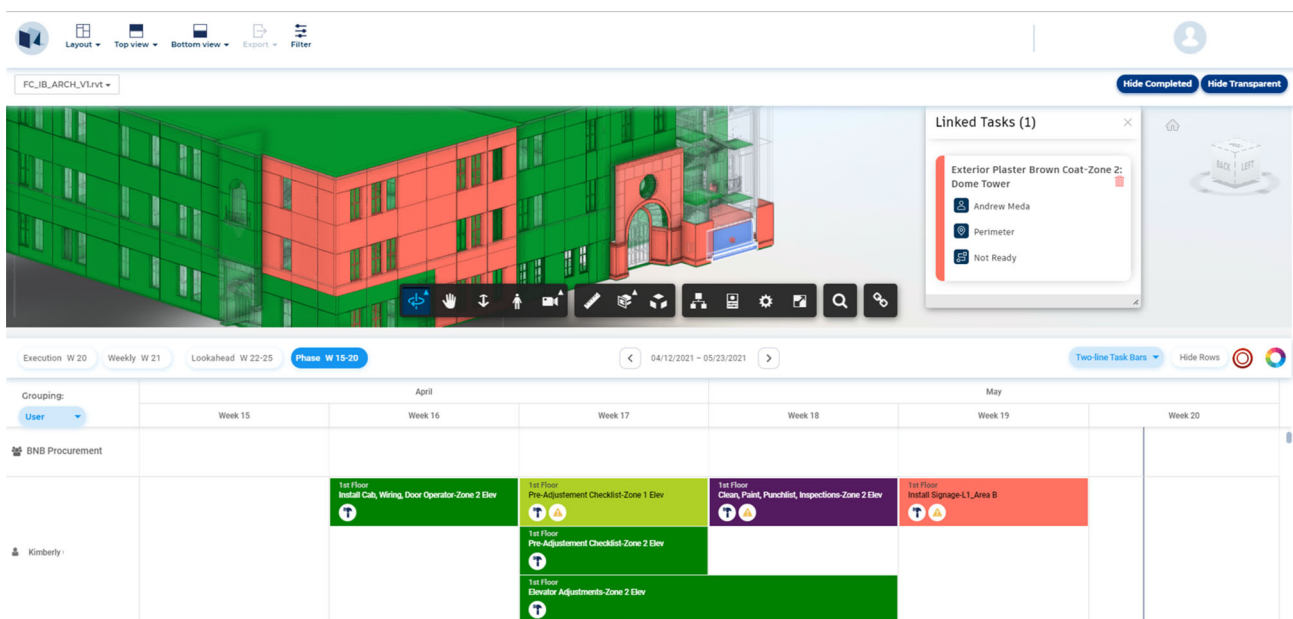 Layout
Top view
Bottom view
Export
Filter
FC_IB_ARCH_V1.rvt
Hide Completed
Hide Transparent
Linked Tasks (1)
Exterior Plaster Brown Coat-Zone 2:
Dome Tower
Andrew Meda
Perimeter
Not Ready
BACK
LEFT
Execution W 20
Weekly W 21
Lookahead W 22-25
Phase W 15-20
04/12/2021 - 05/23/2021
Two-line Task Bars
Hide Rows
Grouping:
User
April
May
Week 15
Week 16
Week 17
Week 18
Week 19
Week 20
BNB Procurement
Kimberly
1st Floor
Install Cab, Wiring, Door Operator-Zone 2 Elev
1st Floor
Pre-Adjustement Checklist-Zone 1 Elev
1st Floor
Clean, Paint, Punchlist, Inspections-Zone 2 Elev
1st Floor
Install Signage-L1_Area B
1st Floor
Pre-Adjustement Checklist-Zone 2 Elev
1st Floor
Elevator Adjustments-Zone 2 Elev